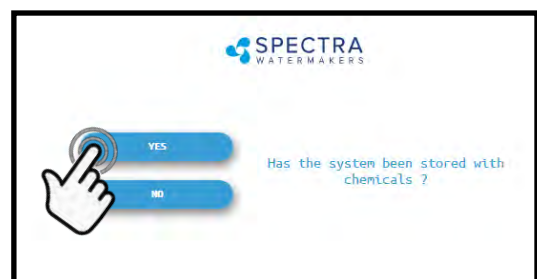 SPECTRA
WATERMAKERS
YES
NO
Has the system been stored with
chemicals ?